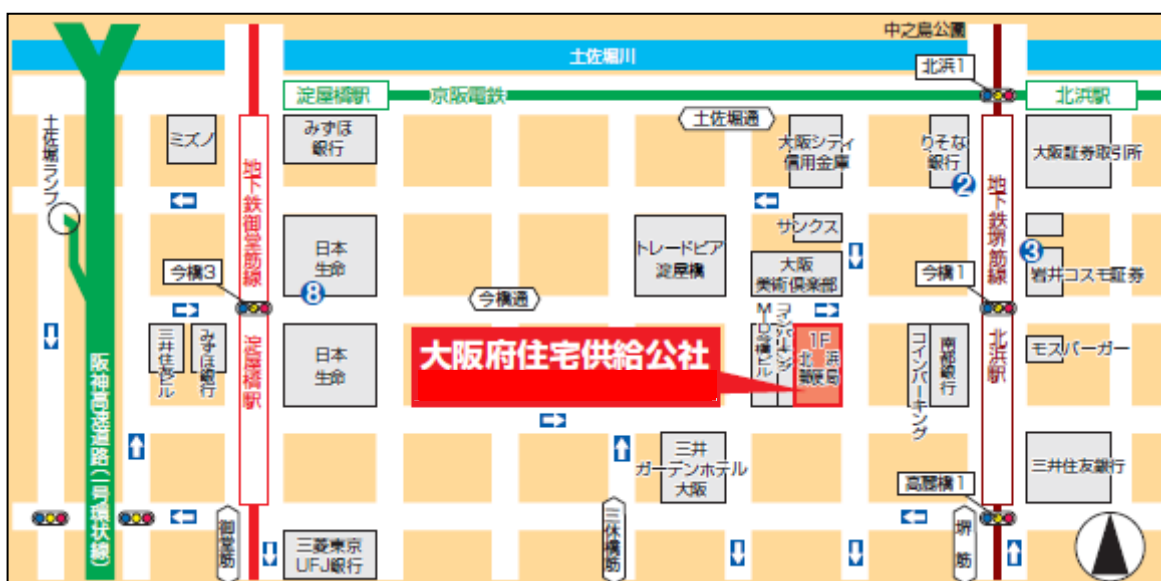 中之島公園
土佐堀川
北浜1
淀屋橋駅
京阪電鉄
北浜駅
土佐堀通
土佐堀ランプ
ミズノ
みずほ
銀行
大阪シティ
信用金庫
りそな
銀行
大阪証券取引所
2
地下鉄御堂筋線
地下鉄堺筋線
サンクス
日本
生命
トレードピア
淀屋橋
大阪
美術倶楽部
3
岩井コスモ証券
今橋3
8
今橋通
今橋1
三井住友ビル
みずほ銀行
淀屋橋駅
日本
生命
大阪府住宅供給公社
MID今橋ビル
コインパーキング
1F
北浜
郵便局
コインパーキング
南都銀行
北浜駅
モスバーガー
阪神高速道路(一号環状線)
三井
ガーデンホテル
大阪
三井住友銀行
高麗橋1
御堂筋
三菱東京
UFJ銀行
三休橋筋
堺筋